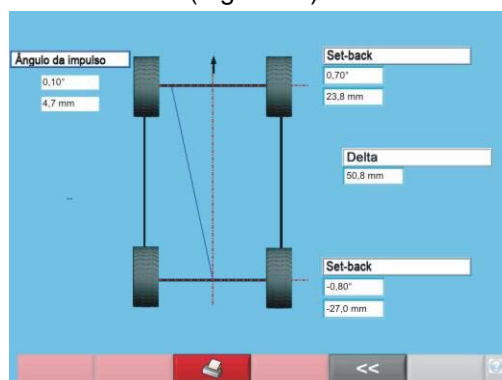 Ângulo da impulso
0,10°
4,7 mm
Set-back
0,70°
23,8 mm
Delta
50,8 mm
Set-back
-0,80°
-27,0 mm
<<